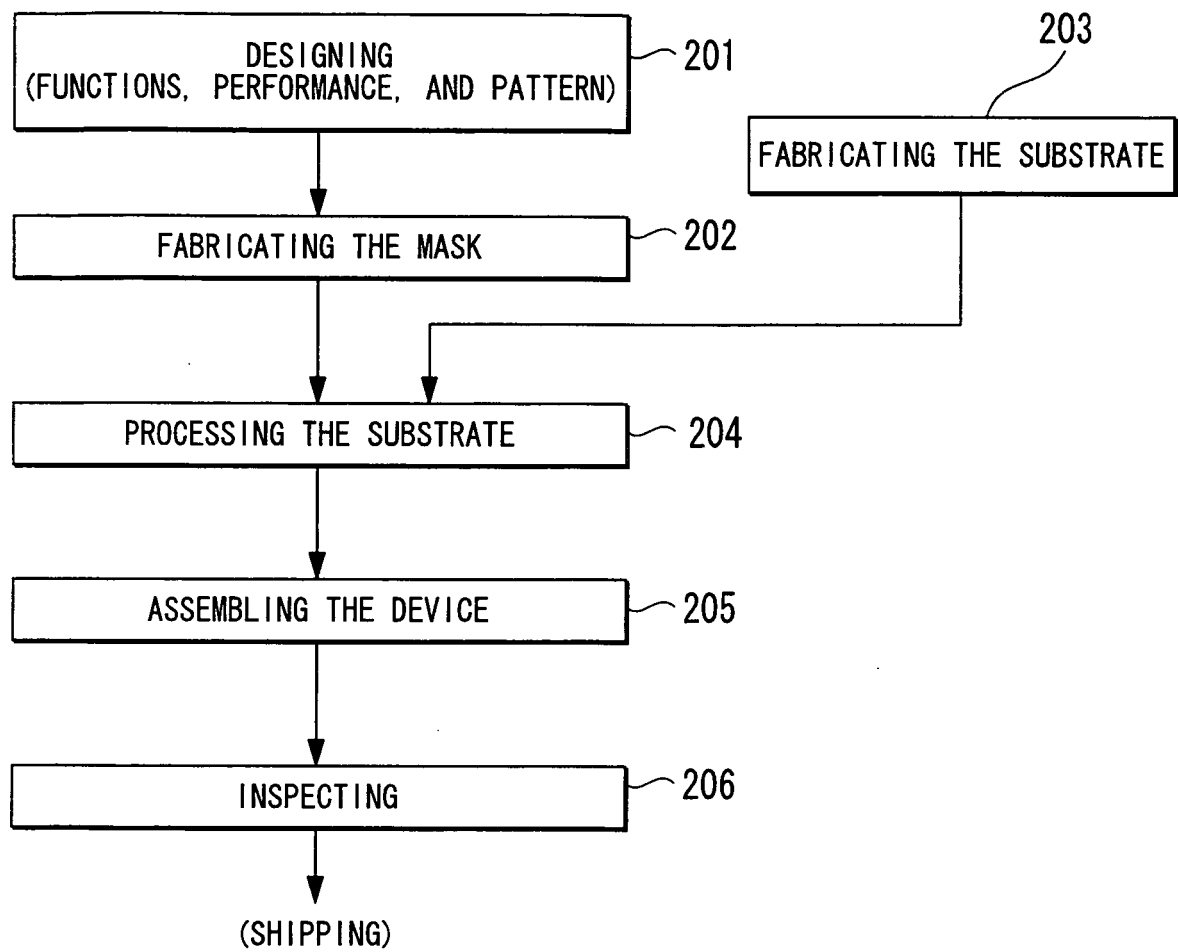 DESIGNING
(FUNCTIONS, PERFORMANCE, AND PATTERN)
201
203
FABRICATING THE SUBSTRATE
FABRICATING THE MASK
202
PROCESSING THE SUBSTRATE
204
ASSEMBLING THE DEVICE
205
INSPECTING
206
(SHIPPING)